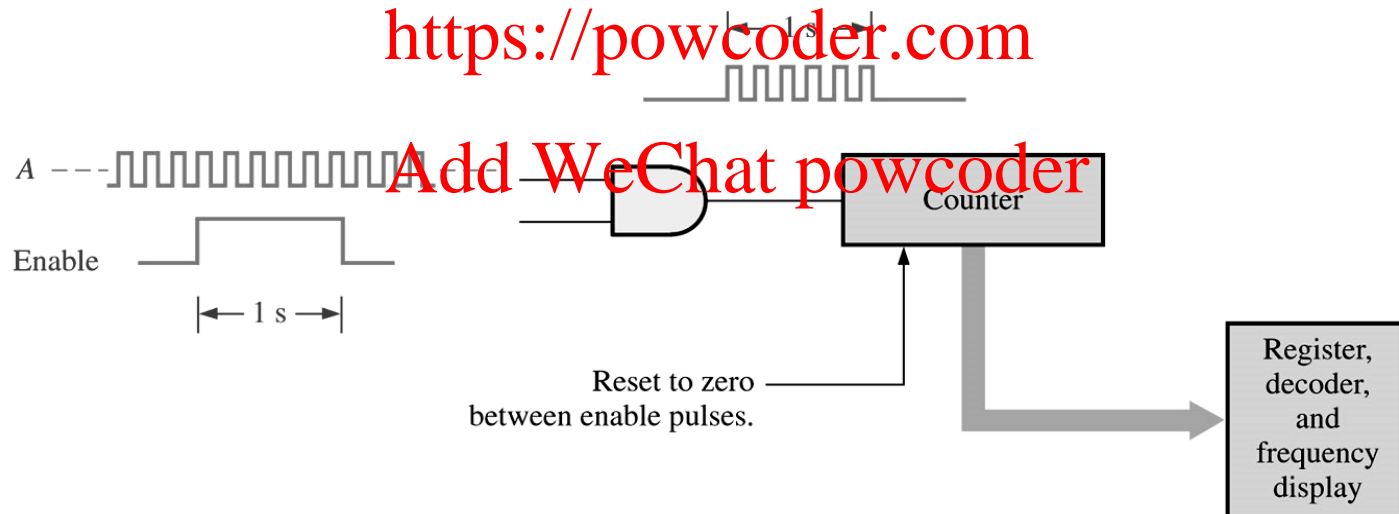 https://powcoder.com
1 s
Add WeChat powcoder
A
Counter
Enable
1 s
Reset to zero
between enable pulses.
Register,
decoder,
and
frequency
display